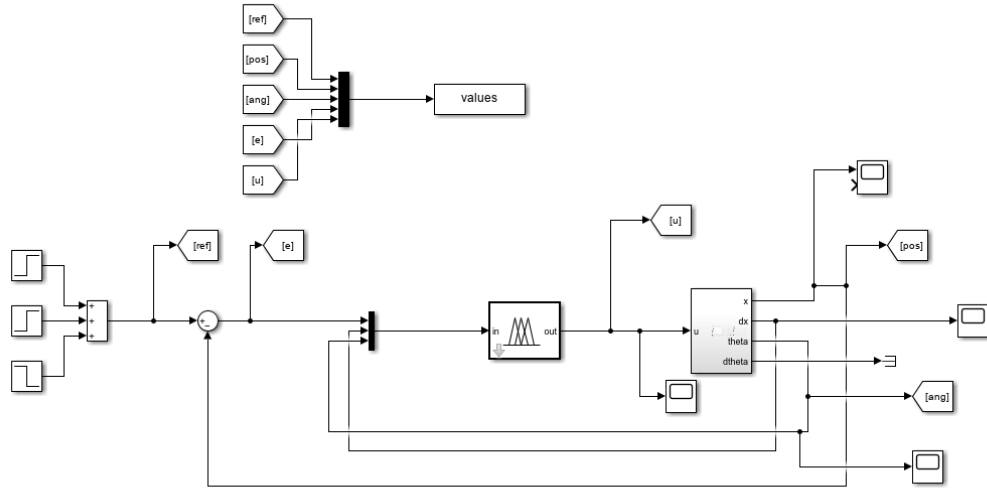 [ref]
[pos]
[ang]
[e]
[u]
values
[u]
[ref]
[e]
[pos]
+
+
+
+
−
in
out
u
x
dx
theta
dtheta
[ang]